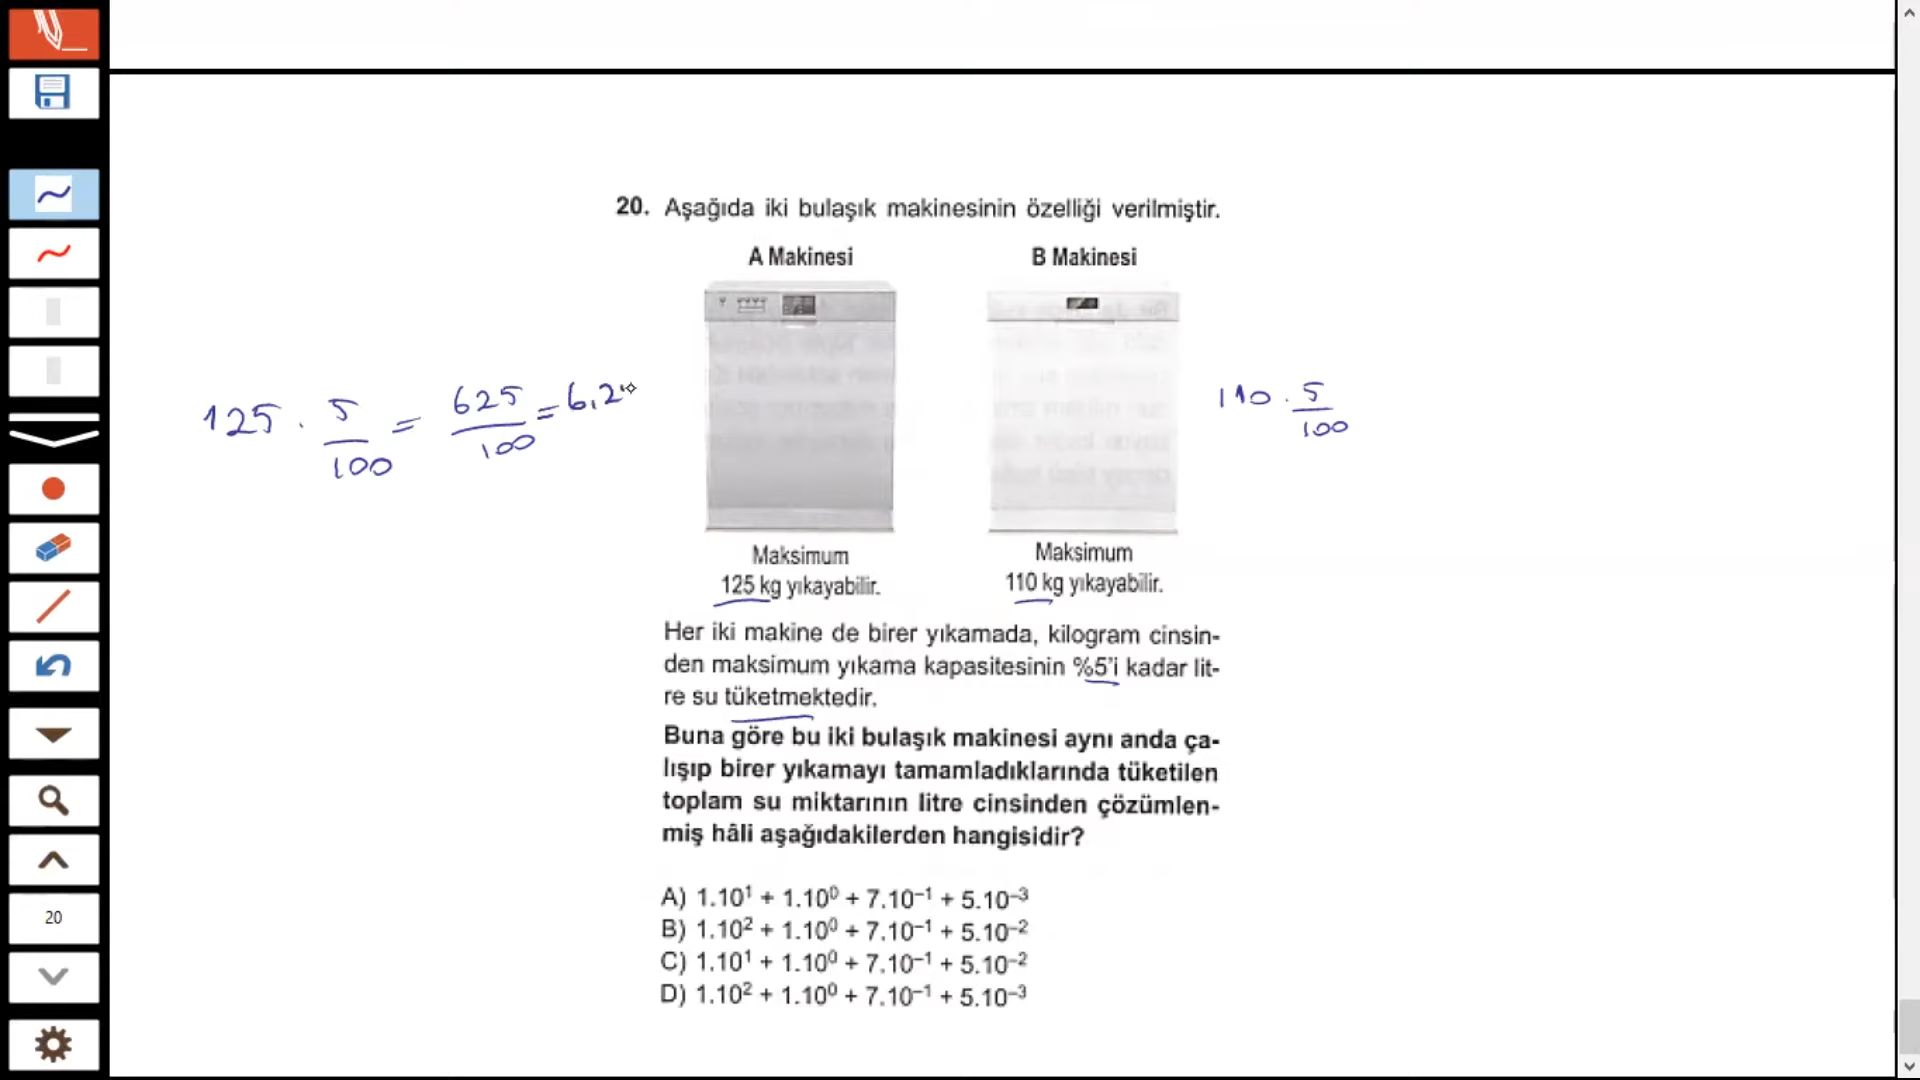 20. Aşağıda iki bulaşık makinesinin özelliği verilmiştir.
A Makinesi
B Makinesi
125 . 5/100 = 625/100 = 6,2
110 . 5/100
Maksimum
125 kg yıkayabilir.
Maksimum
110 kg yıkayabilir.
Her iki makine de birer yıkamada, kilogram cinsin-
den maksimum yıkama kapasitesinin %5'i kadar lit-
re su tüketmektedir.
Buna göre bu iki bulaşık makinesi aynı anda ça-
lışıp birer yıkamayı tamamladıklarında tüketilen
toplam su miktarının litre cinsinden çözümlen-
miş hâli aşağıdakilerden hangisidir?
A) 1.10¹ + 1.10⁰ + 7.10⁻¹ + 5.10⁻³
B) 1.10² + 1.10⁰ + 7.10⁻¹ + 5.10⁻²
C) 1.10¹ + 1.10⁰ + 7.10⁻¹ + 5.10⁻²
D) 1.10² + 1.10⁰ + 7.10⁻¹ + 5.10⁻³
20